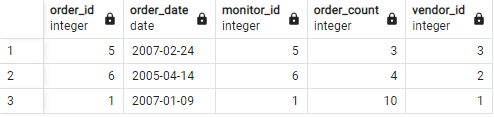 order_id order_date monitor_id order_count vendor_id
integer date integer integer integer
1 5 2007-02-24 5 3 3
2 6 2005-04-14 6 4 2
3 1 2007-01-09 1 10 1